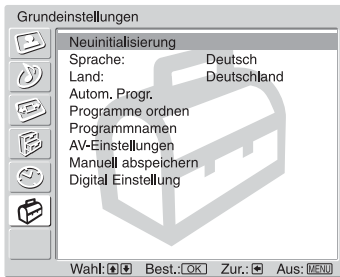 Grundeinstellungen
Neuinitialisierung
Sprache: Deutsch
Land: Deutschland
Autom. Progr.
Programme ordnen
Programmnamen
AV-Einstellungen
Manuell abspeichern
Digital Einstellung
Wahl: Best.: OK Zur.: Aus: MENU